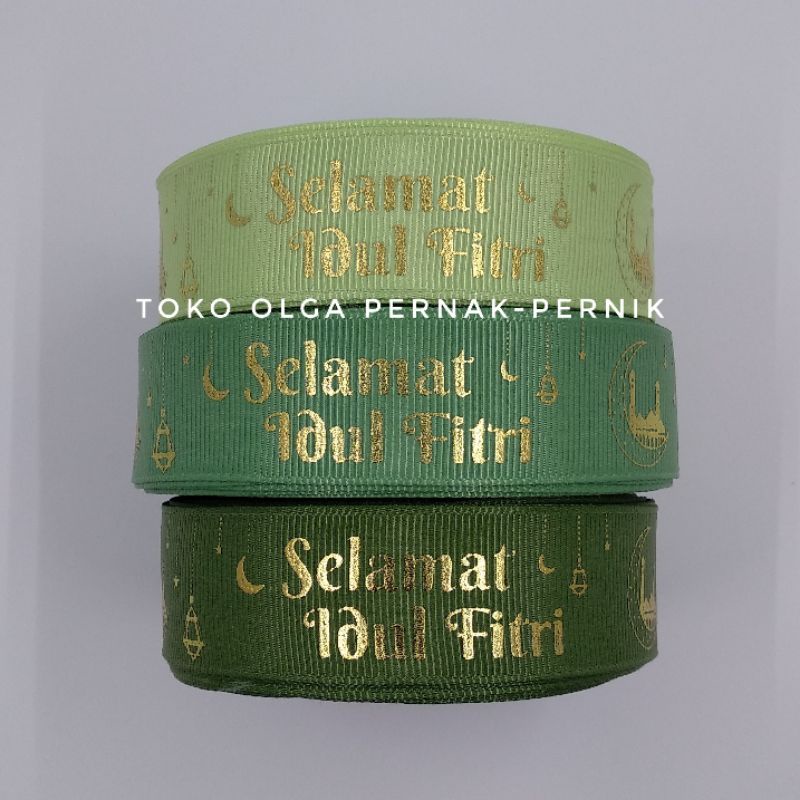 Selamat
Idul Fitri
TOKO OLGA PERNAK-PERNIK
Selamat
Idul Fitri
Selamat
Idul Fitri